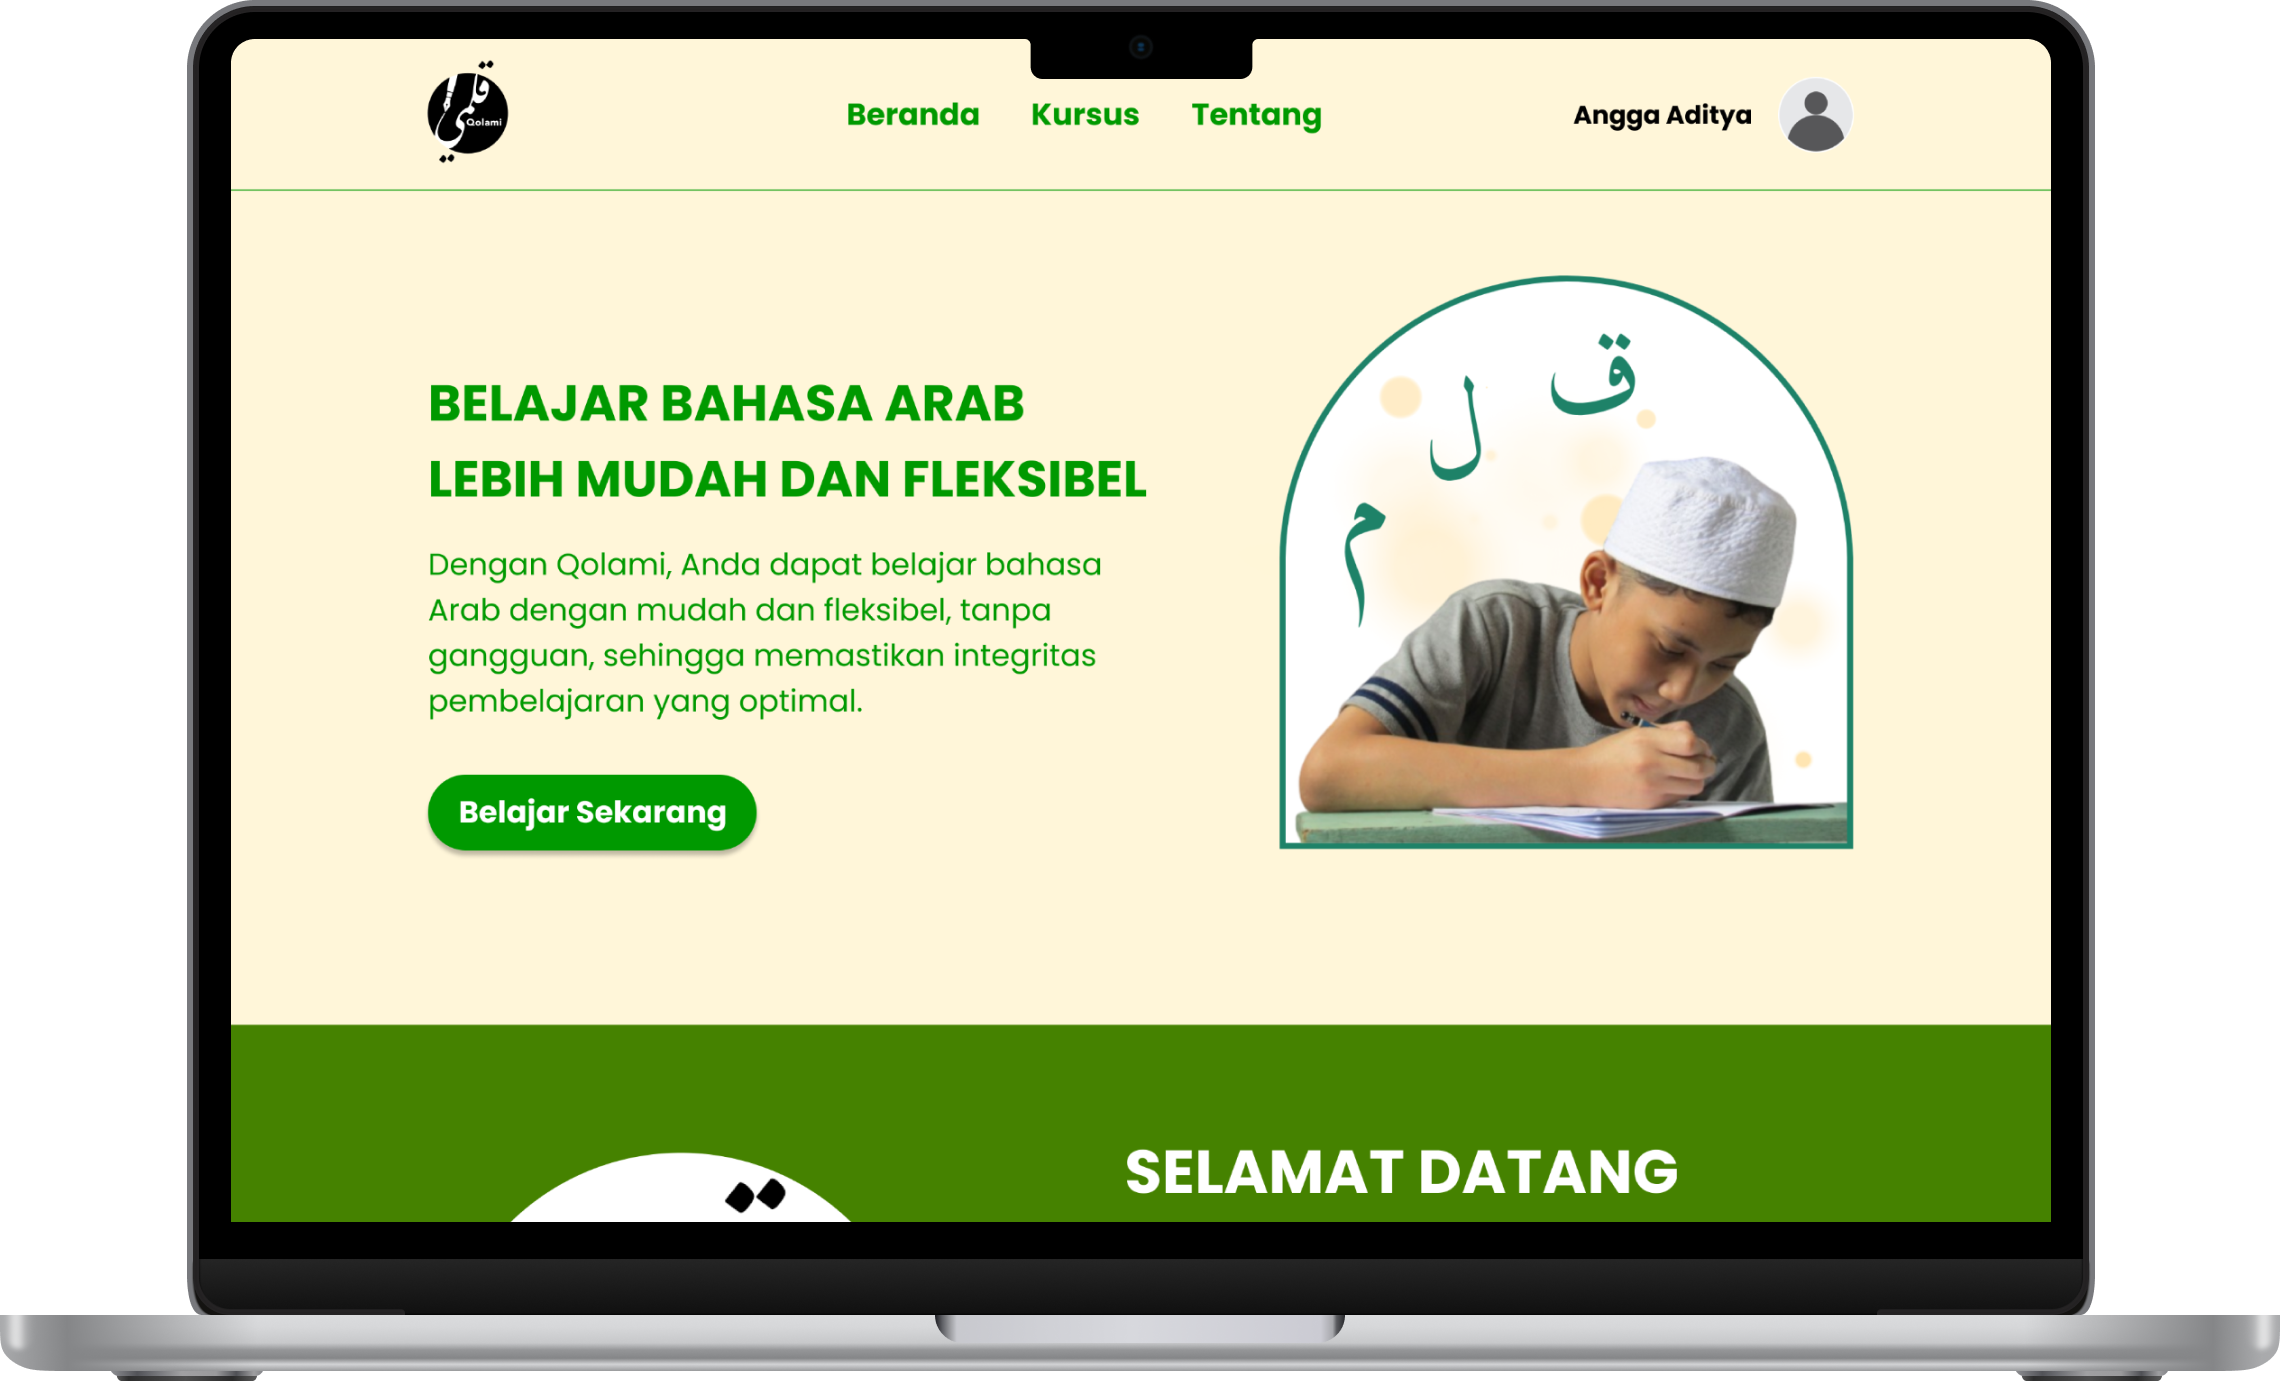 قلمي
Qolami
Beranda
Kursus
Tentang
Angga Aditya
BELAJAR BAHASA ARAB
LEBIH MUDAH DAN FLEKSIBEL
Dengan Qolami, Anda dapat belajar bahasa
Arab dengan mudah dan fleksibel, tanpa
gangguan, sehingga memastikan integritas
pembelajaran yang optimal.
Belajar Sekarang
ق
ل
م
SELAMAT DATANG